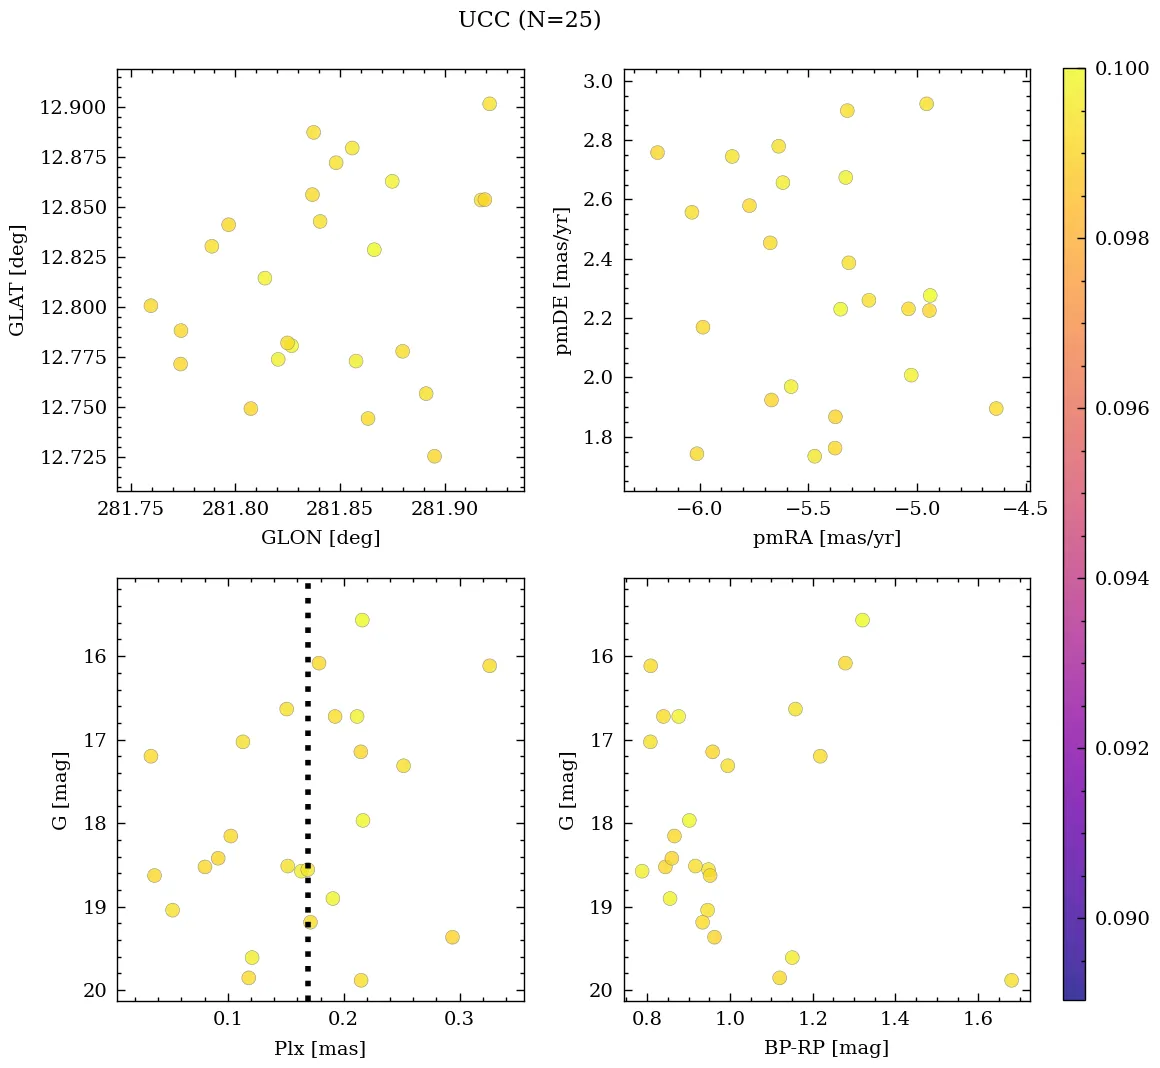 UCC (N=25)
12.900
12.875
12.850
12.825
12.800
12.775
12.750
12.725
GLAT [deg]
281.75 281.80 281.85 281.90
GLON [deg]
3.0
2.8
2.6
2.4
2.2
2.0
1.8
pmDE [mas/yr]
−6.0 −5.5 −5.0 −4.5
pmRA [mas/yr]
16
17
18
19
20
G [mag]
0.1 0.2 0.3
Plx [mas]
16
17
18
19
20
G [mag]
0.8 1.0 1.2 1.4 1.6
BP-RP [mag]
0.100
0.098
0.096
0.094
0.092
0.090